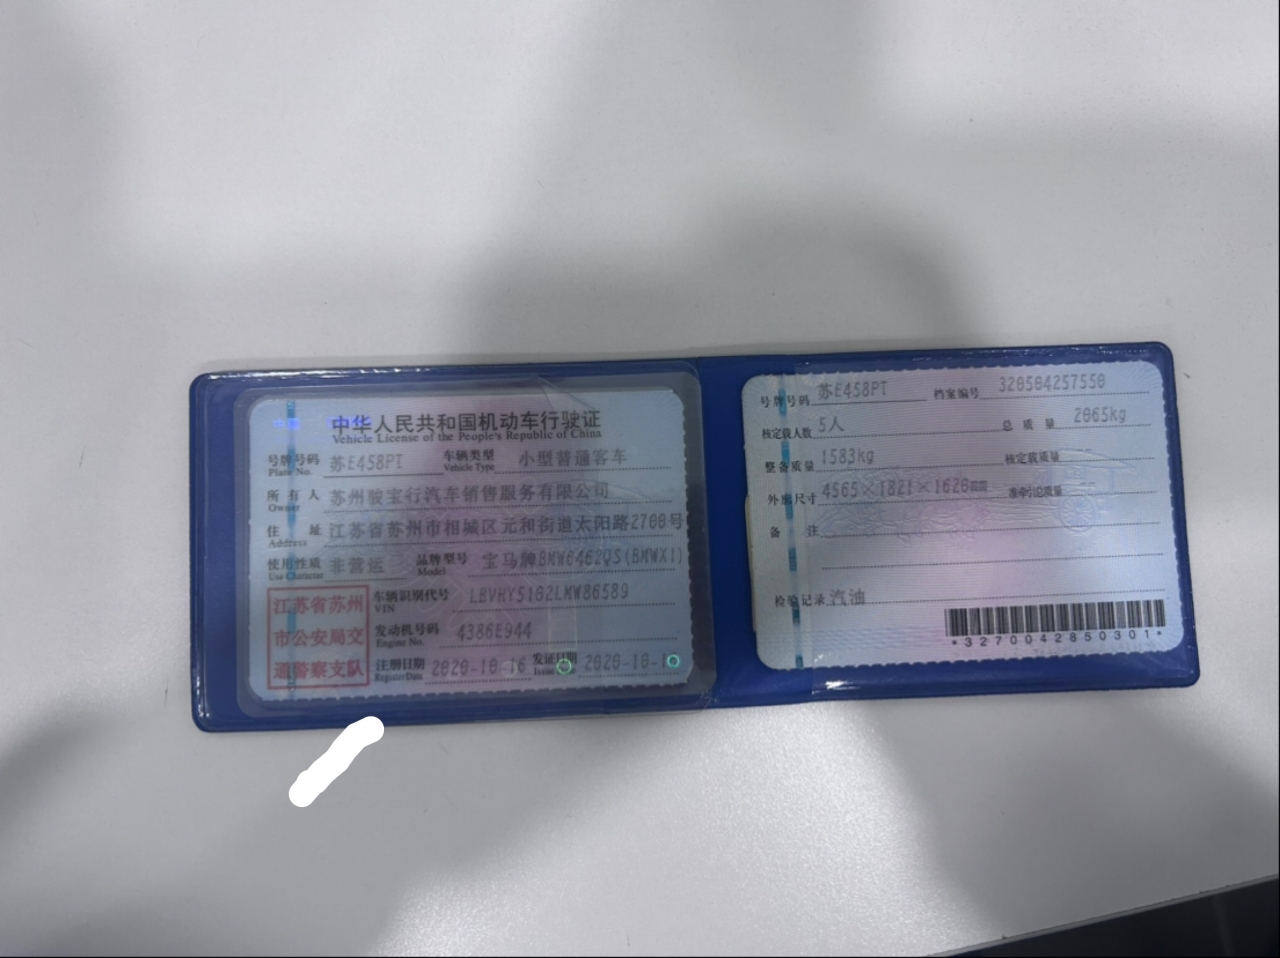 中华人民共和国机动车行驶证
Vehicle License of the People's Republic of China
号牌号码 苏E458PT 车辆类型 小型普通客车
Plate No. Vehicle Type
所有人 苏州骏宝行汽车销售服务有限公司
Owner
住址 江苏省苏州市相城区元和街道太阳路2788号
Address
使用性质 非营运 品牌型号 宝马牌BMW6462QS(BMWX1)
Use Character Model
江苏省苏州
市公安局交
通警察支队
车辆识别代号 LBVHY5102LMW86589
VIN
发动机号码 4386E944
Engine No.
注册日期 2020-10-16 发证日期 2020-10-
Register Date Issue
号牌号码 苏E458PT 档案编号 320504257550
核定载人数 5人 总质量 2065kg
整备质量 1583kg 核定载质量
外廓尺寸 4565×1821×1620mm 准牵引总质量
备注
检验记录 汽油
*3270042850301*